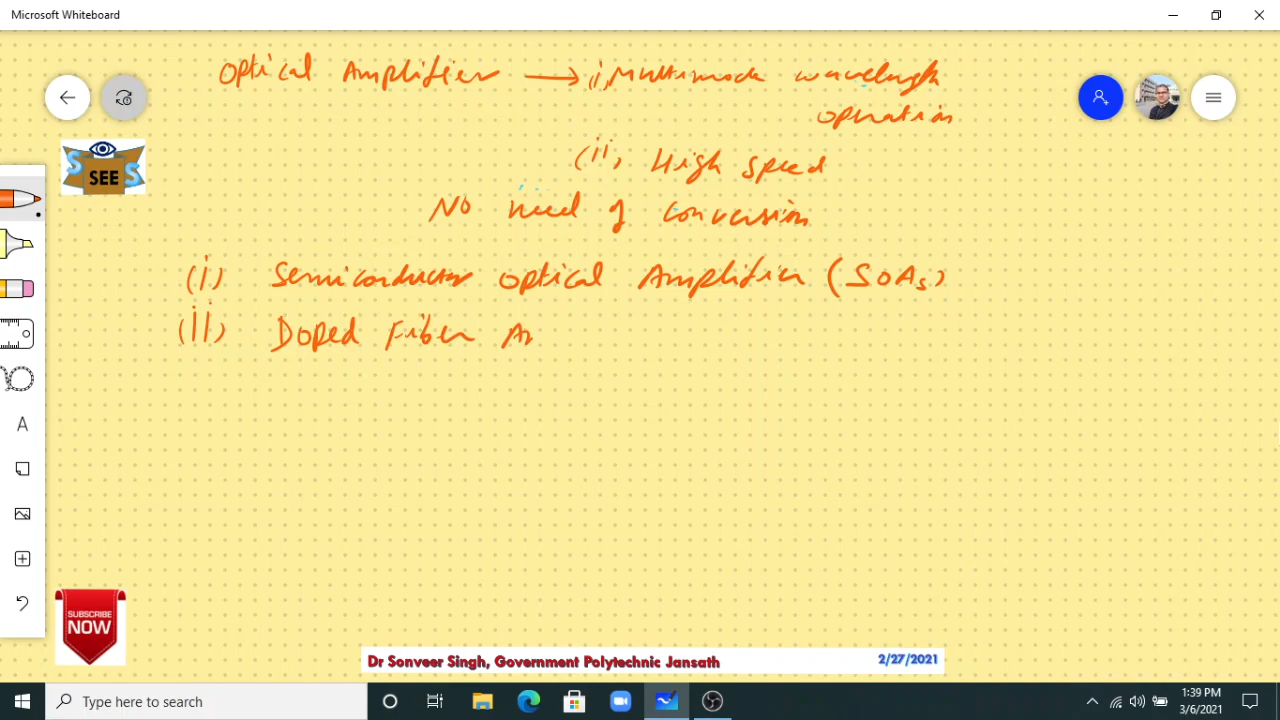 Microsoft Whiteboard
Optical Amplifier → (i) Multimode wavelength
operation
(ii) High Speed
No need of conversion
(i) Semiconductor optical Amplifier (SOAs)
(ii) Doped Fiber Am
S SEE S
A
SUBSCRIBE
NOW
Dr Sonveer Singh, Government Polytechnic Jansath 2/27/2021
Type here to search
1:39 PM
3/6/2021